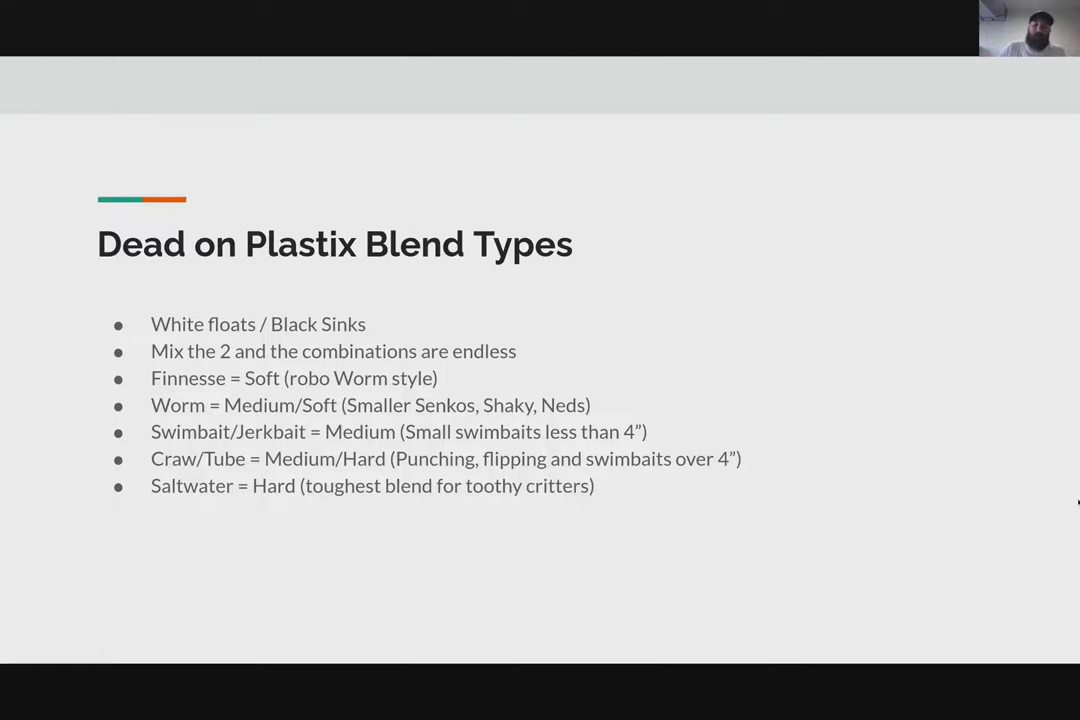 Dead on Plastix Blend Types
● White floats / Black Sinks
● Mix the 2 and the combinations are endless
● Finnesse = Soft (robo Worm style)
● Worm = Medium/Soft (Smaller Senkos, Shaky, Neds)
● Swimbait/Jerkbait = Medium (Small swimbaits less than 4”)
● Craw/Tube = Medium/Hard (Punching, flipping and swimbaits over 4”)
● Saltwater = Hard (toughest blend for toothy critters)